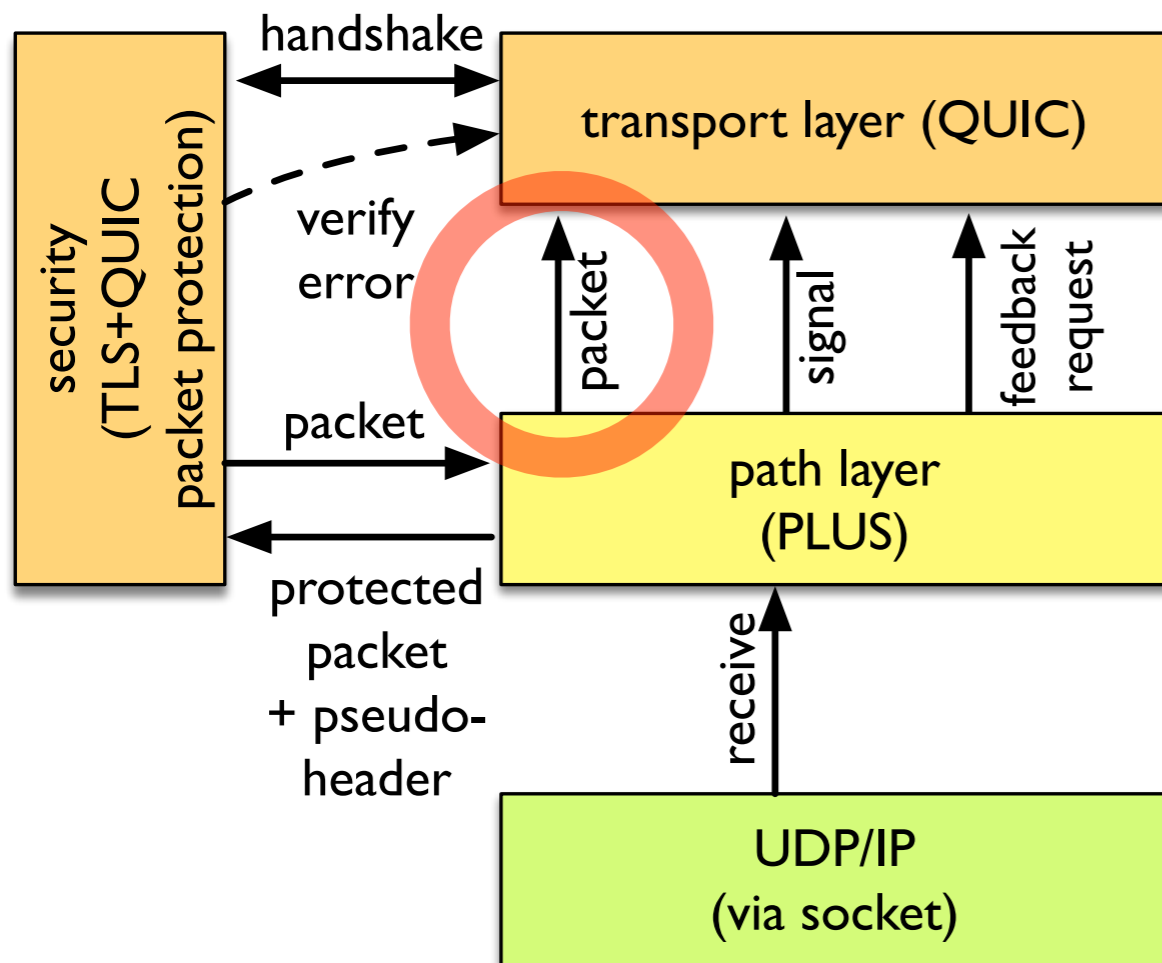 handshake
transport layer (QUIC)
security
(TLS+QUIC
packet protection)
verify
error
packet
signal
feedback
request
packet
path layer
(PLUS)
protected
packet
+ pseudo-
header
receive
UDP/IP
(via socket)